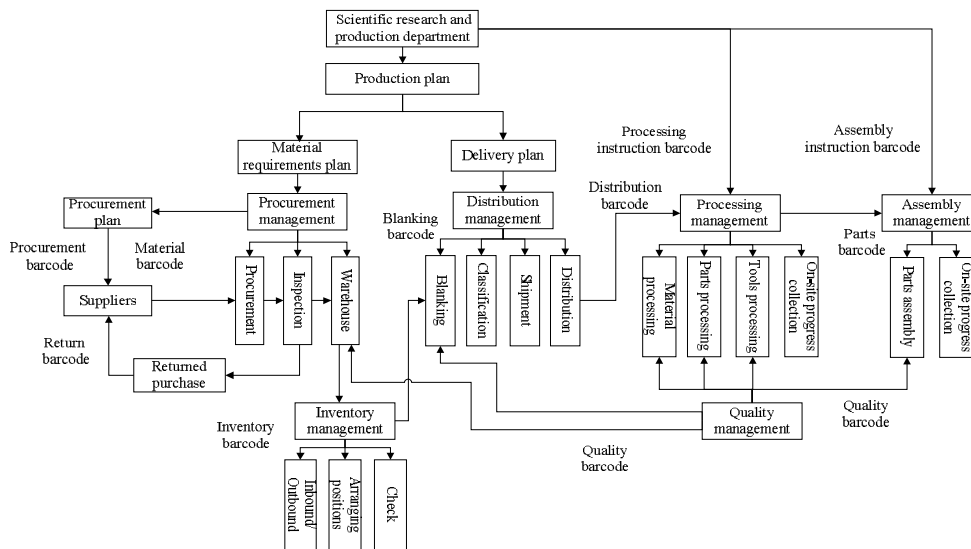 Scientific research and
production department
Production plan
Material
requirements plan
Delivery plan
Processing
instruction barcode
Assembly
instruction barcode
Procurement
plan
Procurement
management
Blanking
barcode
Distribution
management
Distribution
barcode
Processing
management
Parts
barcode
Assembly
management
Procurement
barcode
Material
barcode
Suppliers
Procurement
Inspection
Warehouse
Blanking
Classification
Shipment
Distribution
Material
processing
Parts processing
Tools processing
On-site progress
collection
Parts assembly
On-site progress
collection
Return
barcode
Returned
purchase
Inventory
barcode
Inventory
management
Quality
barcode
Quality
management
Quality
barcode
Inbound/
Outbound
Arranging
positions
Check